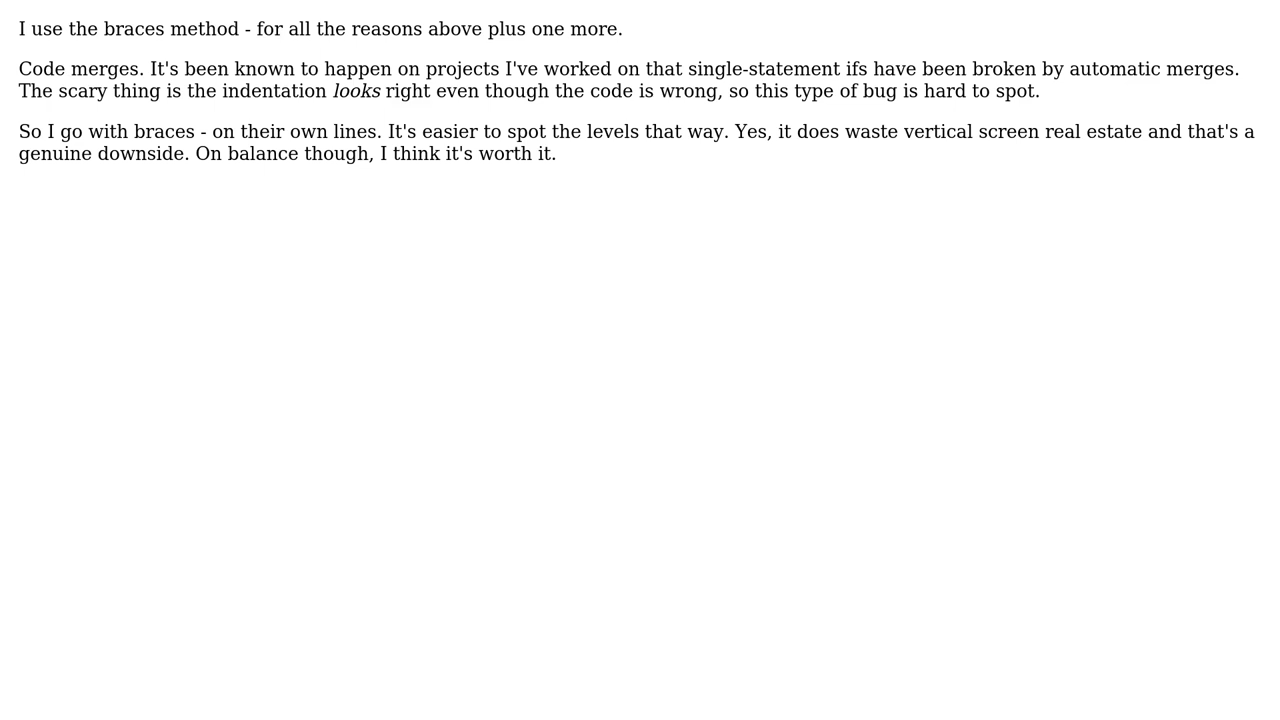 I use the braces method - for all the reasons above plus one more.
Code merges. It's been known to happen on projects I've worked on that single-statement ifs have been broken by automatic merges.
The scary thing is the indentation looks right even though the code is wrong, so this type of bug is hard to spot.
So I go with braces - on their own lines. It's easier to spot the levels that way. Yes, it does waste vertical screen real estate and that's a
genuine downside. On balance though, I think it's worth it.